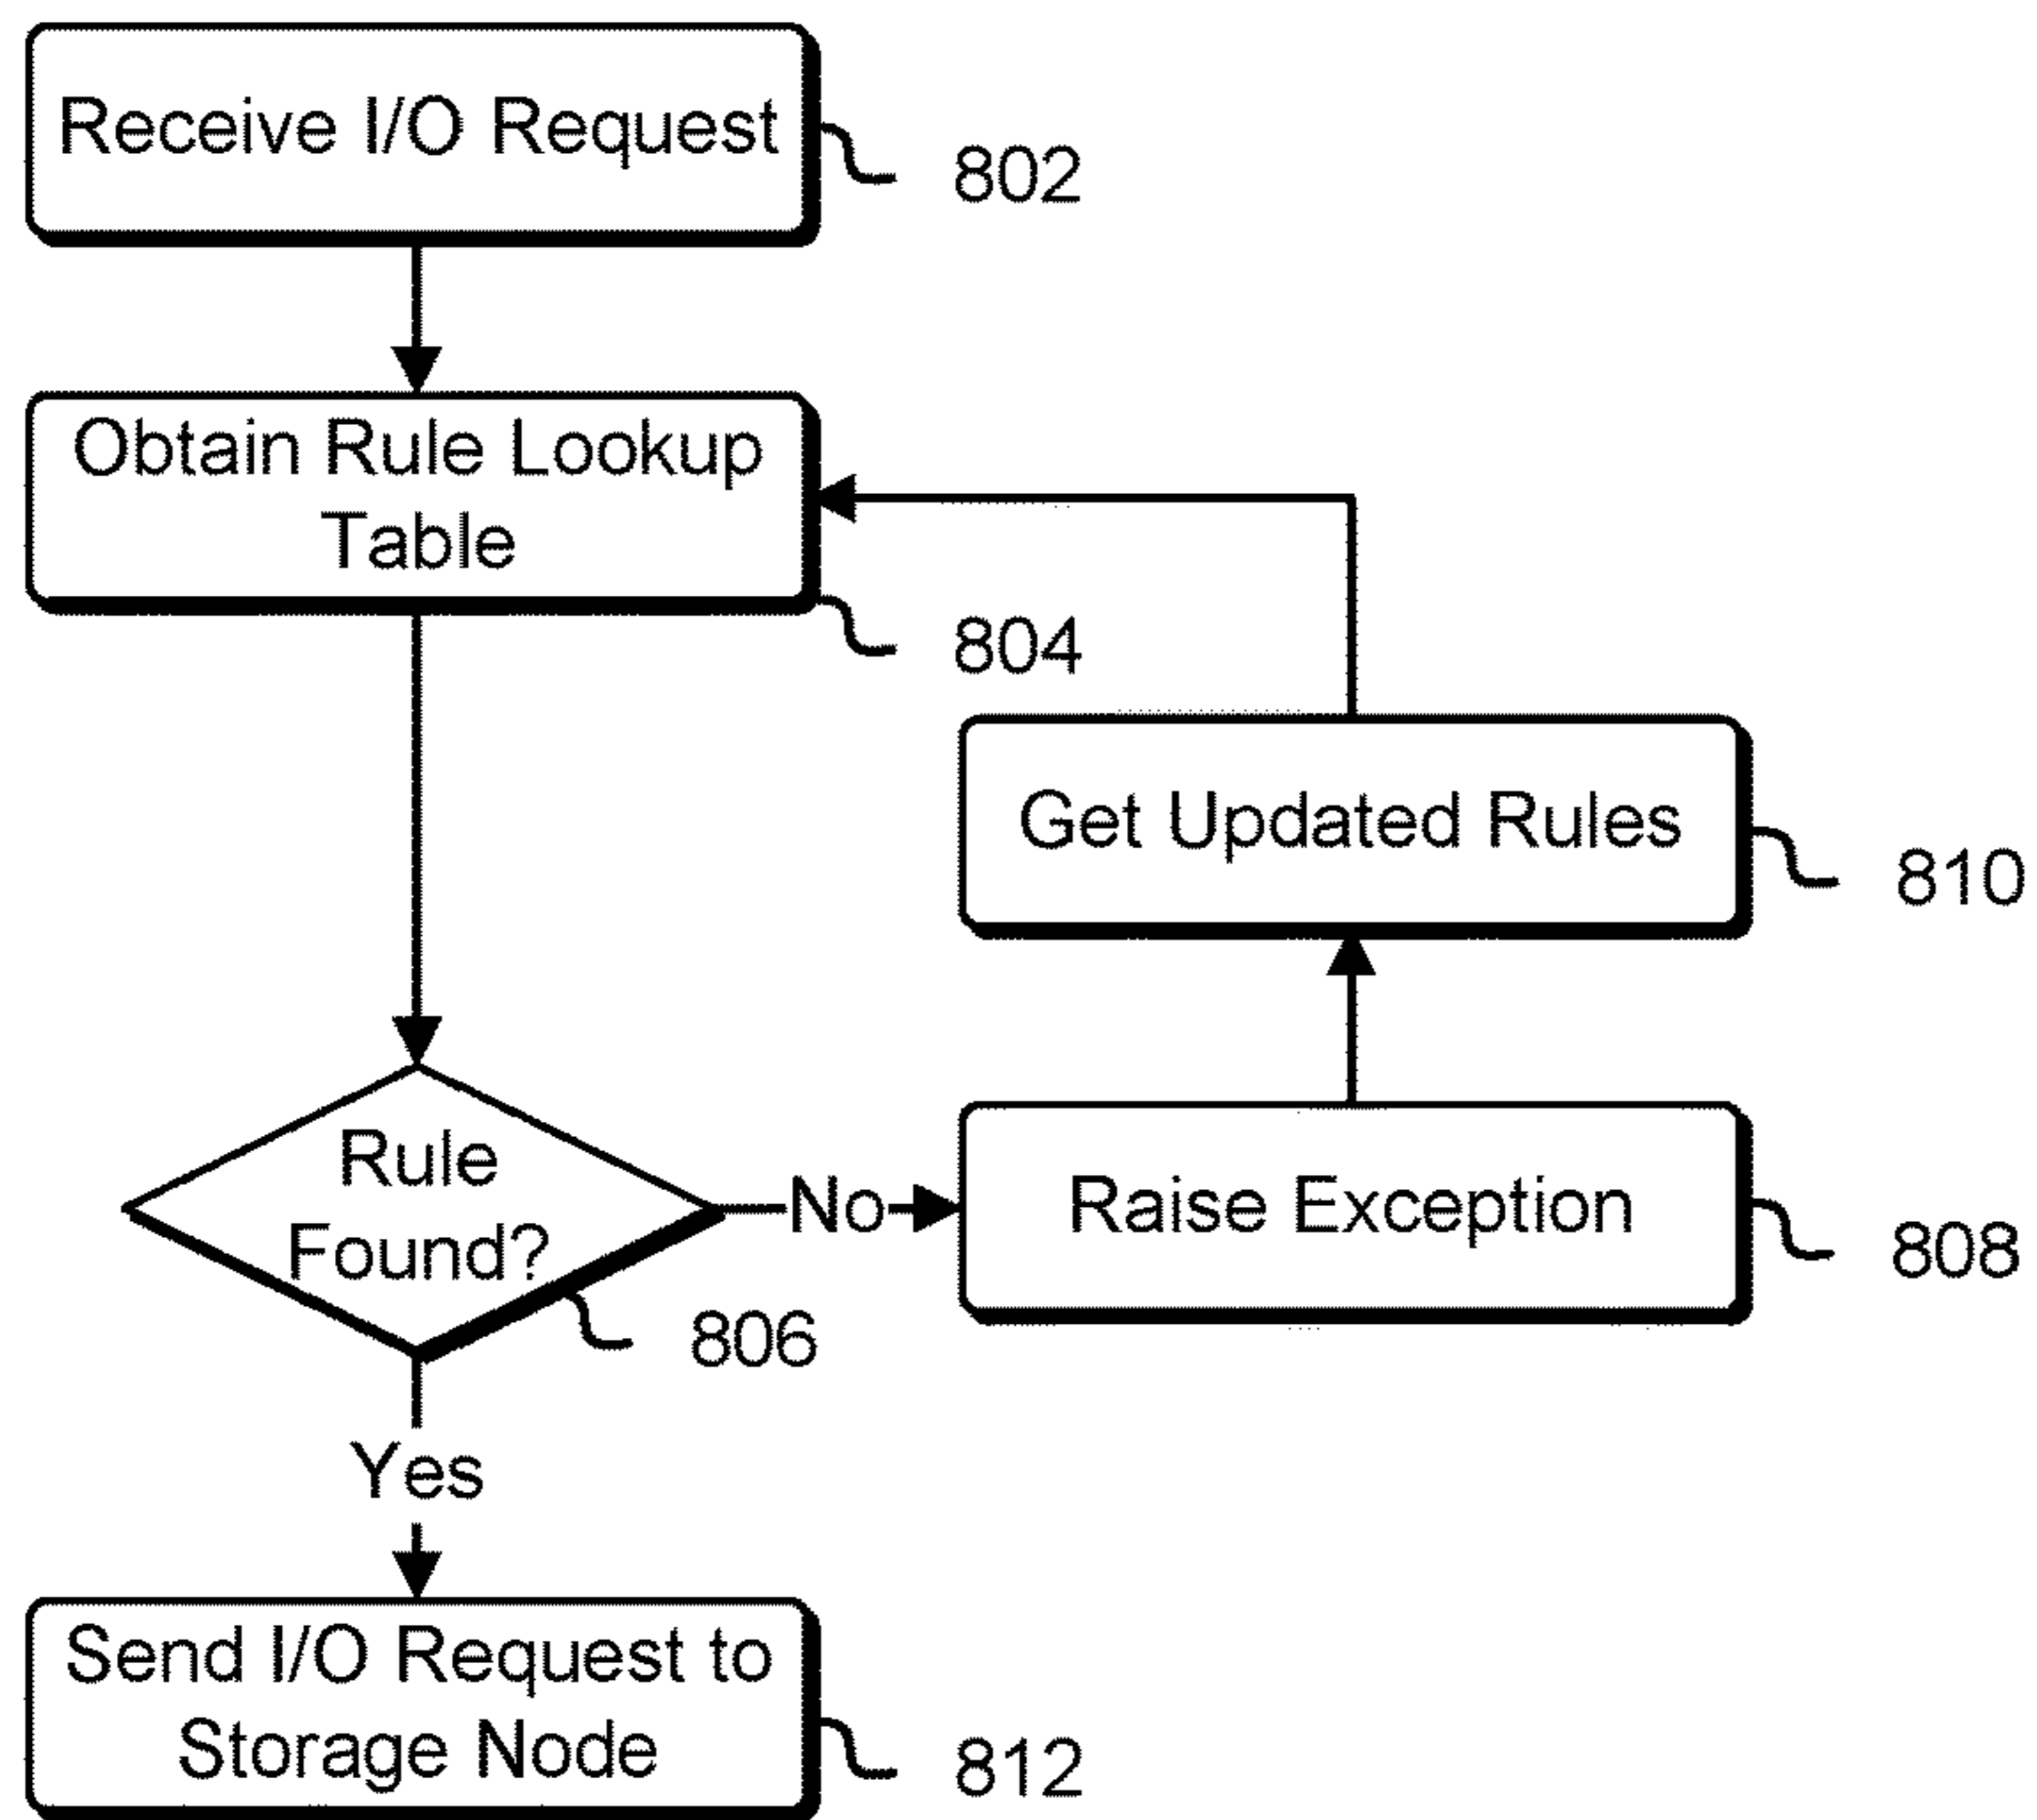 Receive I/O Request
802
Obtain Rule Lookup
Table
804
Get Updated Rules
810
Rule
Found?
806
No
Raise Exception
808
Yes
Send I/O Request to
Storage Node
812